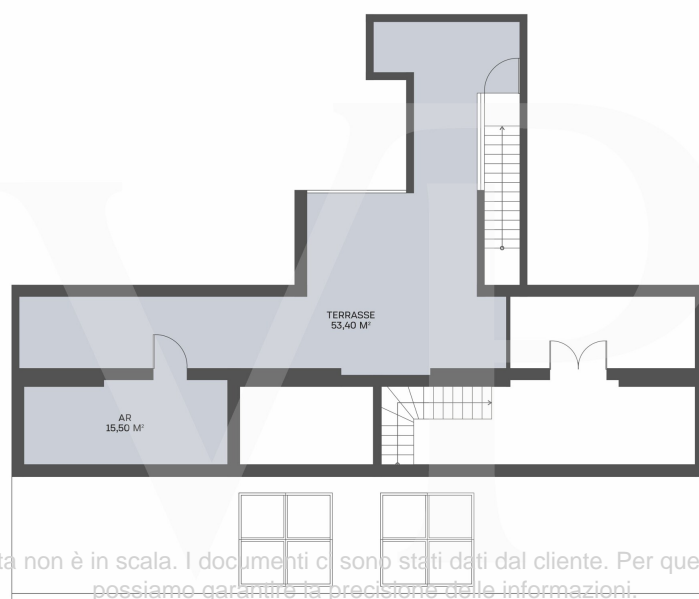 TERRASSE
53,40 M²
AR
15,50 M²
VP
ta non è in scala. I documenti ci sono stati dati dal cliente. Per que
possiamo garantire la precisione delle informazioni.